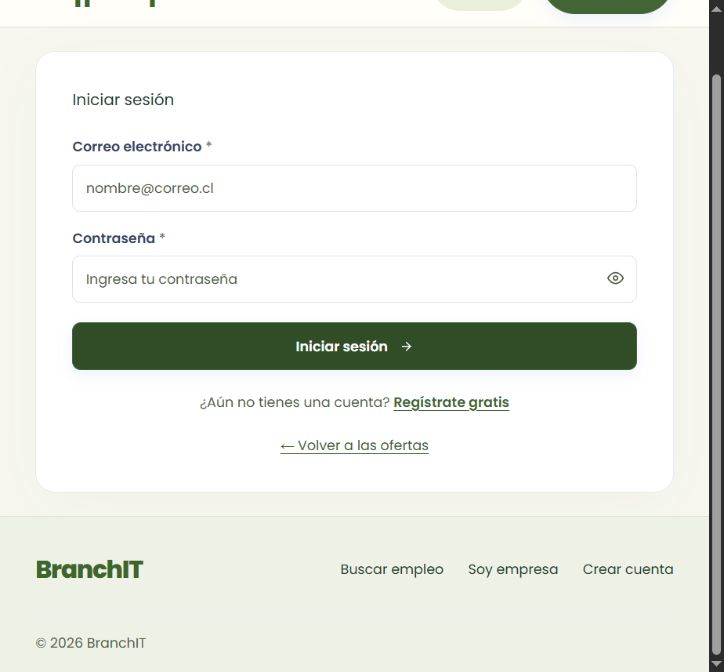 Iniciar sesión
Correo electrónico *
nombre@correo.cl
Contraseña *
Ingresa tu contraseña
Iniciar sesión →
¿Aún no tienes una cuenta? Regístrate gratis
← Volver a las ofertas
BranchIT
Buscar empleo Soy empresa Crear cuenta
© 2026 BranchIT